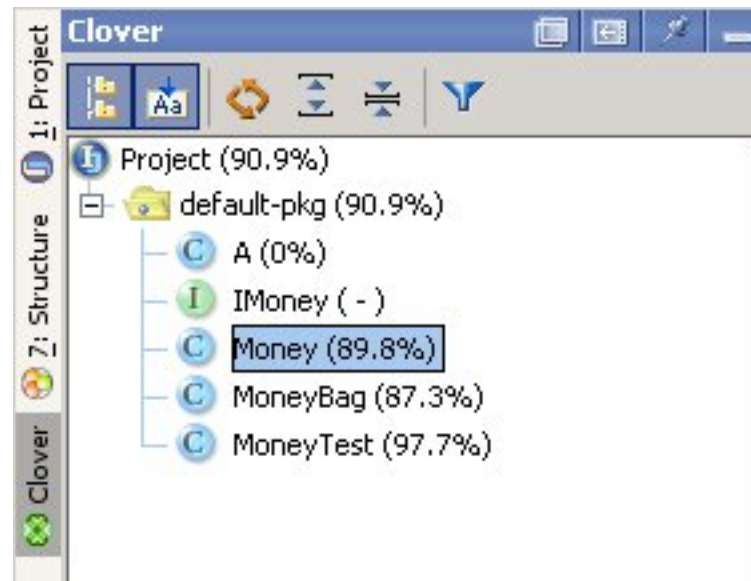 Clover
1: Project
7: Structure
Clover
Aa
Project (90.9%)
default-pkg (90.9%)
C A (0%)
I IMoney ( - )
C Money (89.8%)
C MoneyBag (87.3%)
C MoneyTest (97.7%)